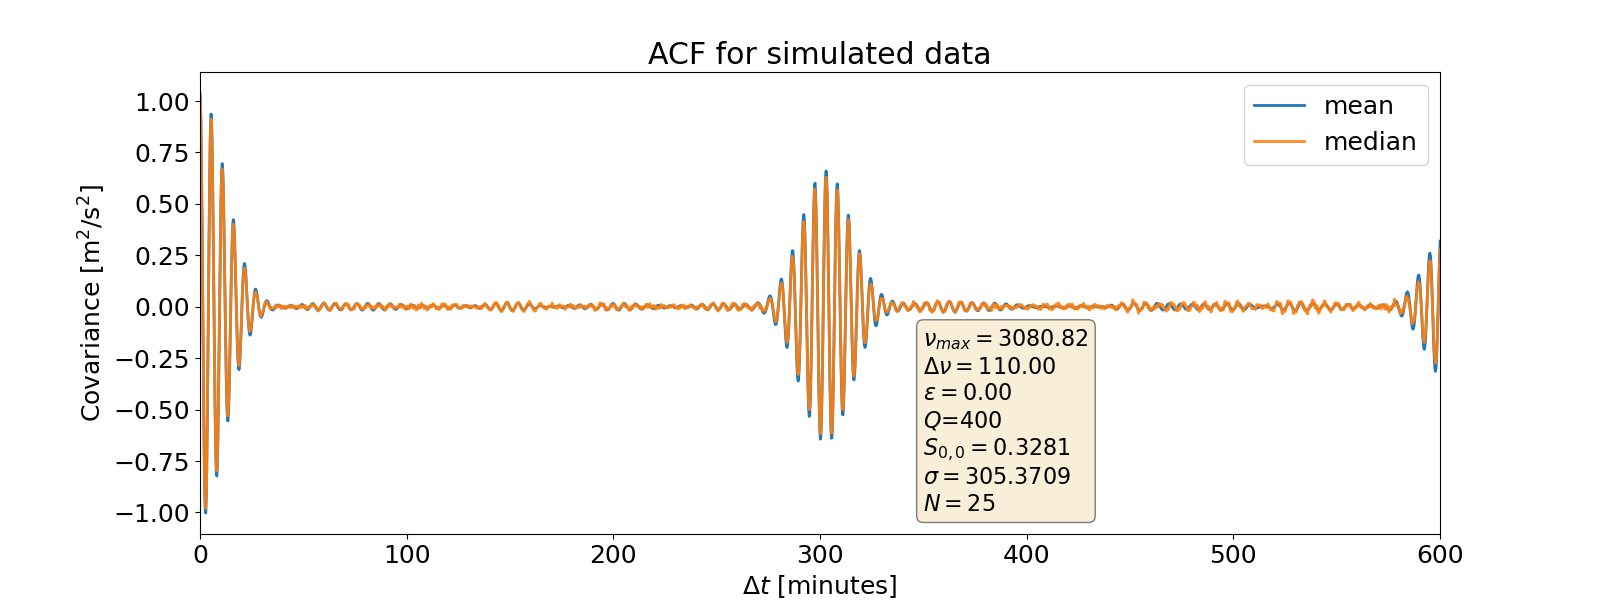 ACF for simulated data
1.00
0.75
0.50
0.25
0.00
−0.25
−0.50
−0.75
−1.00
Covariance [m²/s²]
mean
median
ν_max = 3080.82
Δν = 110.00
ε = 0.00
Q=400
S_0,0 = 0.3281
σ = 305.3709
N = 25
0 100 200 300 400 500 600
Δt [minutes]